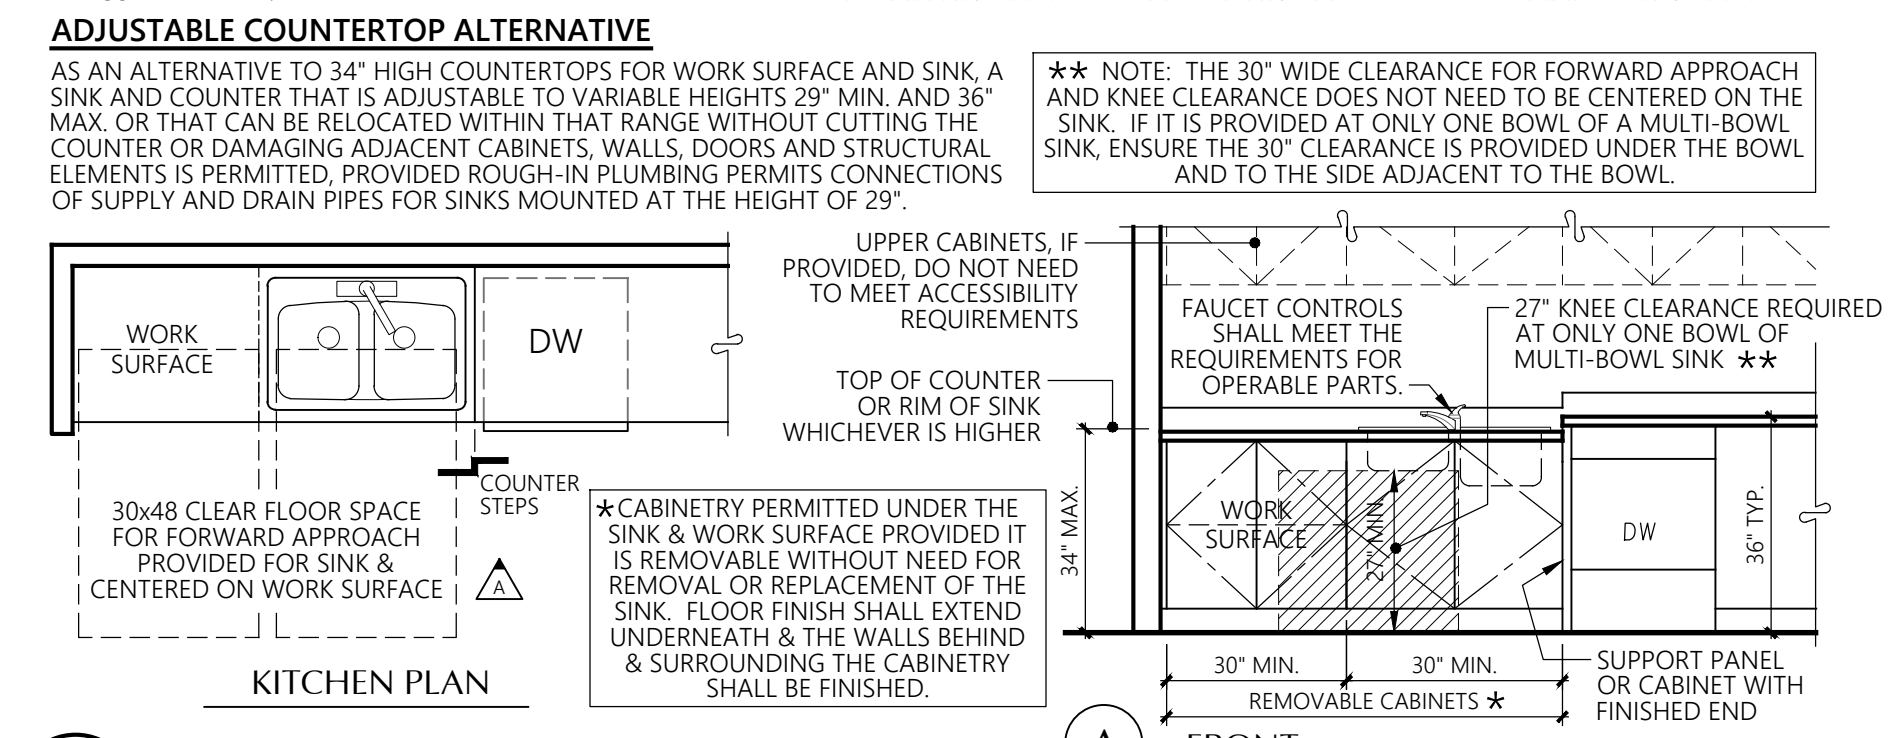 ADJUSTABLE COUNTERTOP ALTERNATIVE
AS AN ALTERNATIVE TO 34" HIGH COUNTERTOPS FOR WORK SURFACE AND SINK, A
SINK AND COUNTER THAT IS ADJUSTABLE TO VARIABLE HEIGHTS 29" MIN. AND 36"
MAX. OR THAT CAN BE RELOCATED WITHIN THAT RANGE WITHOUT CUTTING THE
COUNTER OR DAMAGING ADJACENT CABINETS, WALLS, DOORS AND STRUCTURAL
ELEMENTS IS PERMITTED, PROVIDED ROUGH-IN PLUMBING PERMITS CONNECTIONS
OF SUPPLY AND DRAIN PIPES FOR SINKS MOUNTED AT THE HEIGHT OF 29".
** NOTE: THE 30" WIDE CLEARANCE FOR FORWARD APPROACH
AND KNEE CLEARANCE DOES NOT NEED TO BE CENTERED ON THE
SINK. IF IT IS PROVIDED AT ONLY ONE BOWL OF A MULTI-BOWL
SINK, ENSURE THE 30" CLEARANCE IS PROVIDED UNDER THE BOWL
AND TO THE SIDE ADJACENT TO THE BOWL.
WORK
SURFACE
DW
30x48 CLEAR FLOOR SPACE
FOR FORWARD APPROACH
PROVIDED FOR SINK &
CENTERED ON WORK SURFACE
COUNTER
STEPS
A
KITCHEN PLAN
UPPER CABINETS, IF
PROVIDED, DO NOT NEED
TO MEET ACCESSIBILITY
REQUIREMENTS
TOP OF COUNTER
OR RIM OF SINK
WHICHEVER IS HIGHER
*CABINETRY PERMITTED UNDER THE
SINK & WORK SURFACE PROVIDED IT
IS REMOVABLE WITHOUT NEED FOR
REMOVAL OR REPLACEMENT OF THE
SINK. FLOOR FINISH SHALL EXTEND
UNDERNEATH & THE WALLS BEHIND
& SURROUNDING THE CABINETRY
SHALL BE FINISHED.
FAUCET CONTROLS
SHALL MEET THE
REQUIREMENTS FOR
OPERABLE PARTS.
27" KNEE CLEARANCE REQUIRED
AT ONLY ONE BOWL OF
MULTI-BOWL SINK **
34" MAX.
WORK
SURFACE
27" MIN.
DW
36" TYP.
30" MIN.
30" MIN.
REMOVABLE CABINETS *
SUPPORT PANEL
OR CABINET WITH
FINISHED END
A
FRONT